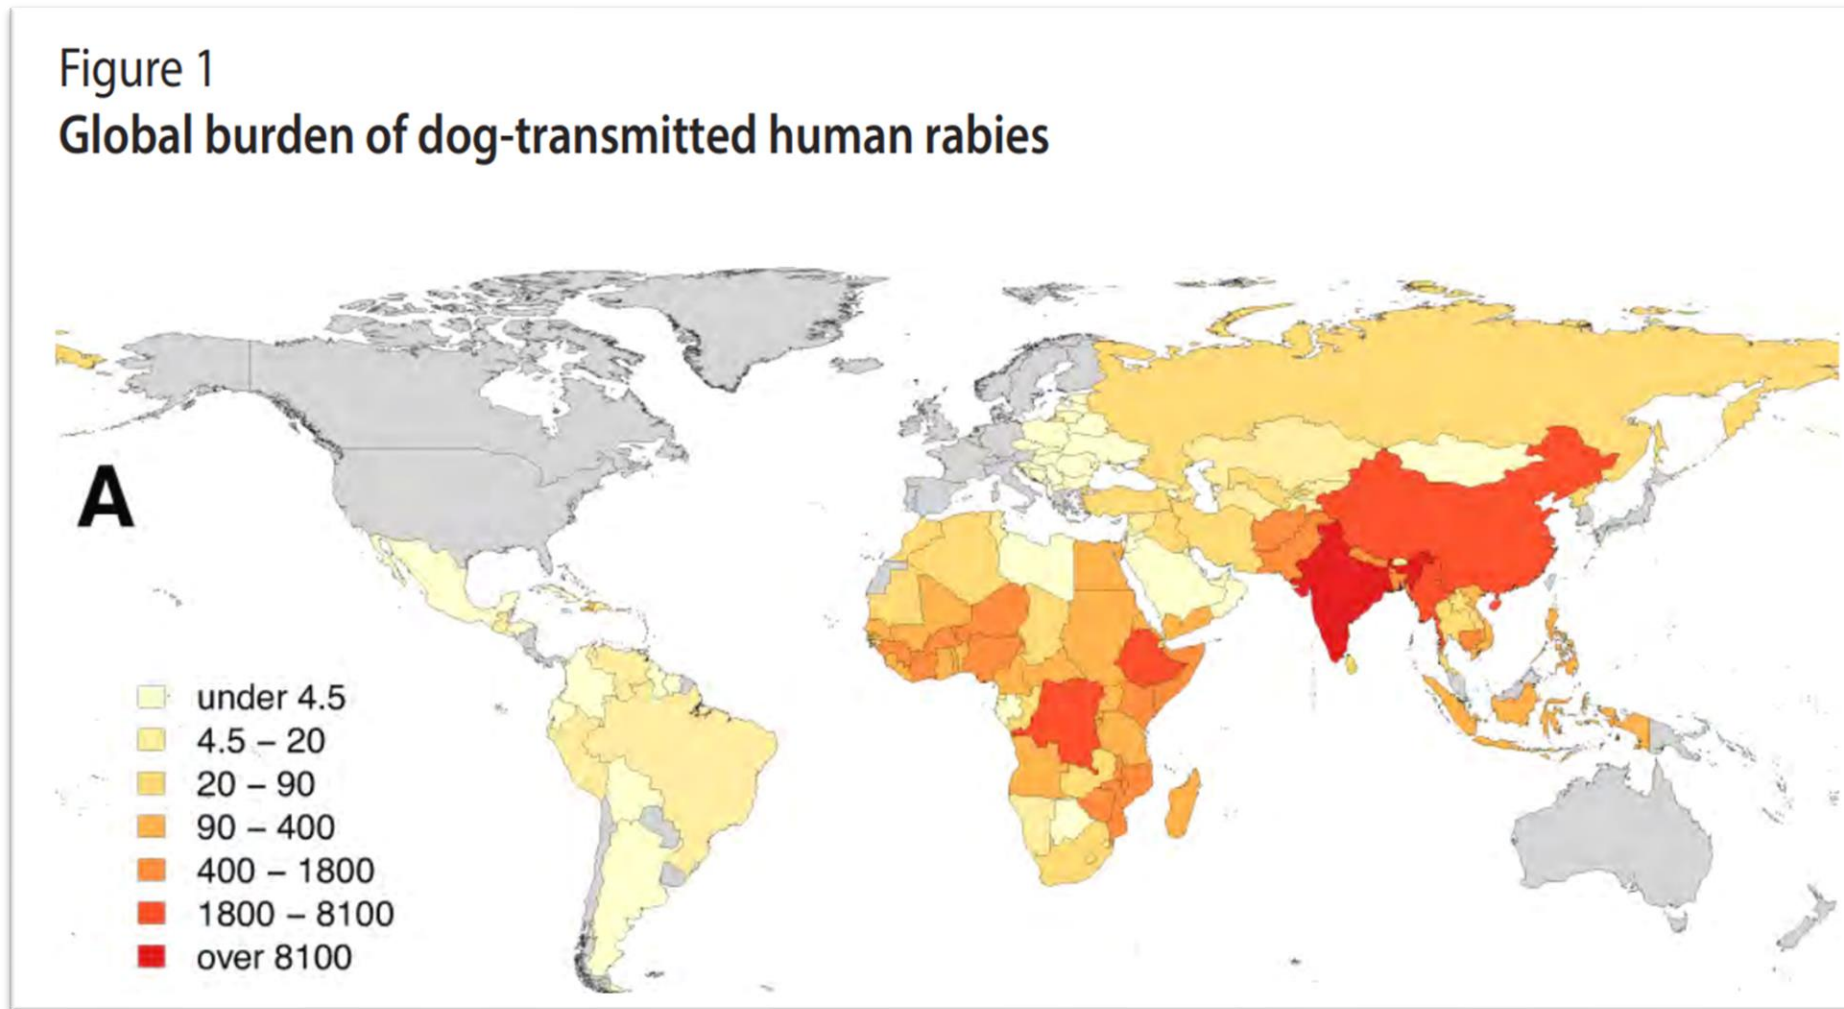 Figure 1
Global burden of dog-transmitted human rabies
A
under 4.5
4.5 – 20
20 – 90
90 – 400
400 – 1800
1800 – 8100
over 8100